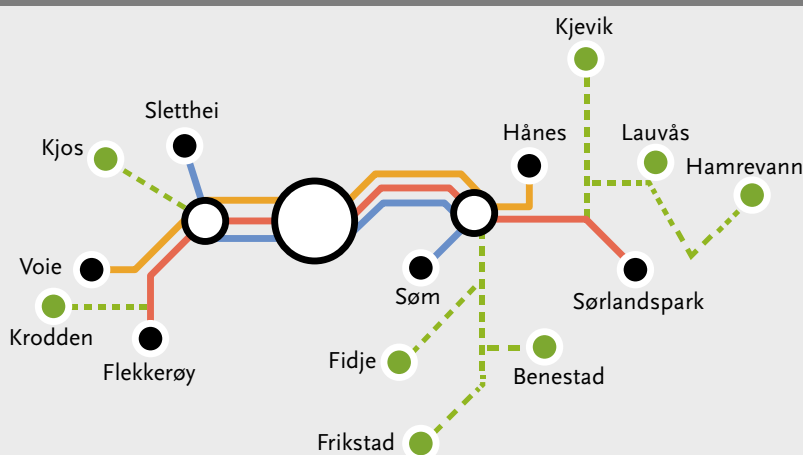 Kjevik
Sletthei
Hånes
Lauvås
Kjos
Hamrevann
Voie
Søm
Sørlandspark
Krodden
Flekkerøy
Fidje
Benestad
Frikstad